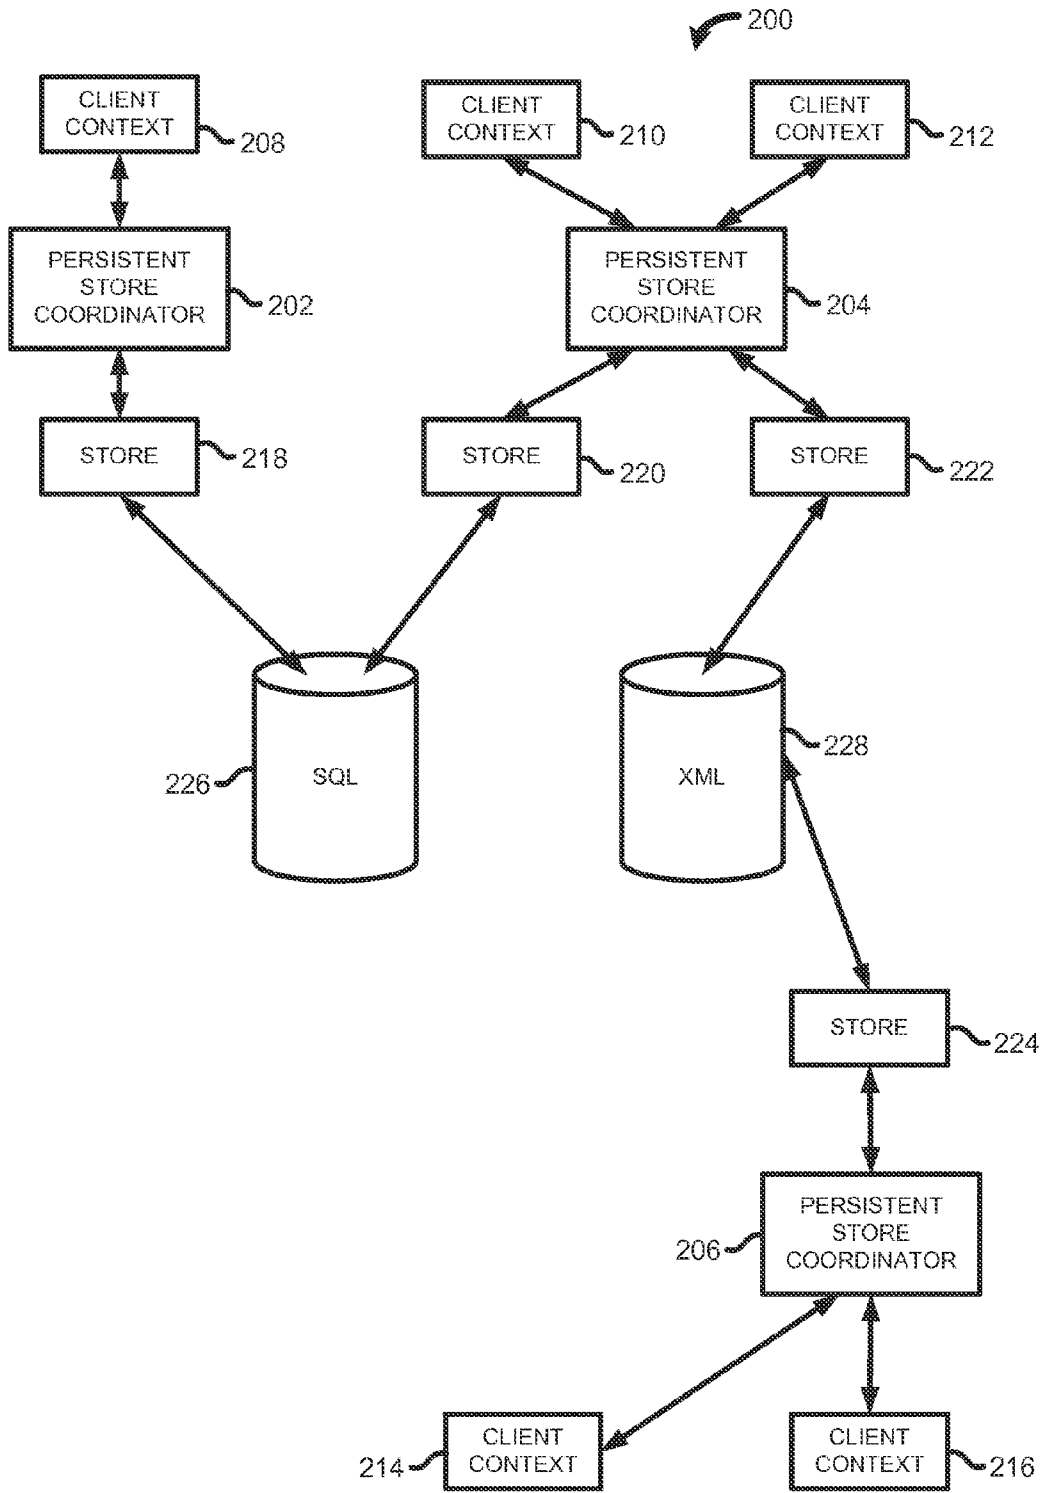 200
CLIENT
CONTEXT
208
CLIENT
CONTEXT
210
CLIENT
CONTEXT
212
PERSISTENT
STORE
COORDINATOR
202
PERSISTENT
STORE
COORDINATOR
204
STORE
218
STORE
220
STORE
222
226
SQL
XML
228
STORE
224
206
PERSISTENT
STORE
COORDINATOR
214
CLIENT
CONTEXT
CLIENT
CONTEXT
216